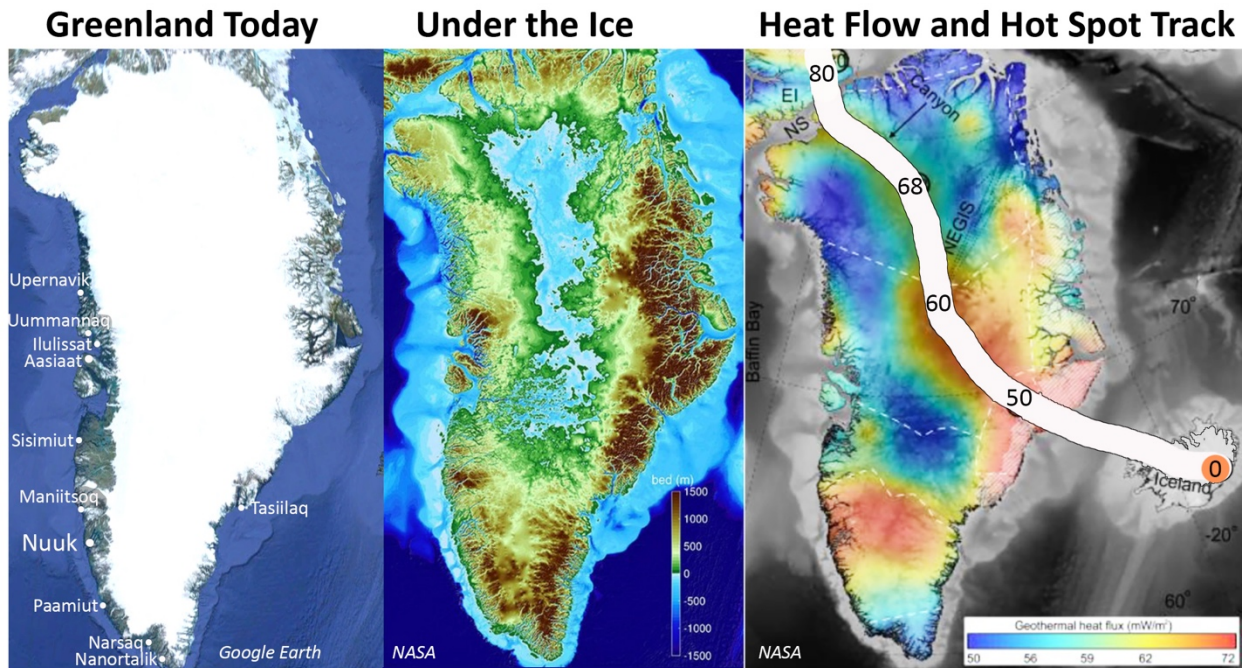 Greenland Today
Upernavik
Uummannaq
Ilulissat
Aasiaat
Sisimiut
Maniitsoq
Nuuk
Tasiilaq
Paamiut
Narsaq
Nanortalik
Google Earth
Under the Ice
bed (m)
1500
1000
500
0
-500
-1000
-1500
NASA
Heat Flow and Hot Spot Track
80
EI
NS
Canyon
68
NEGIS
60
Baffin Bay
70°
50
0
Iceland
-20°
60°
Geothermal heat flux (mW/m²)
50 56 59 62 72
NASA